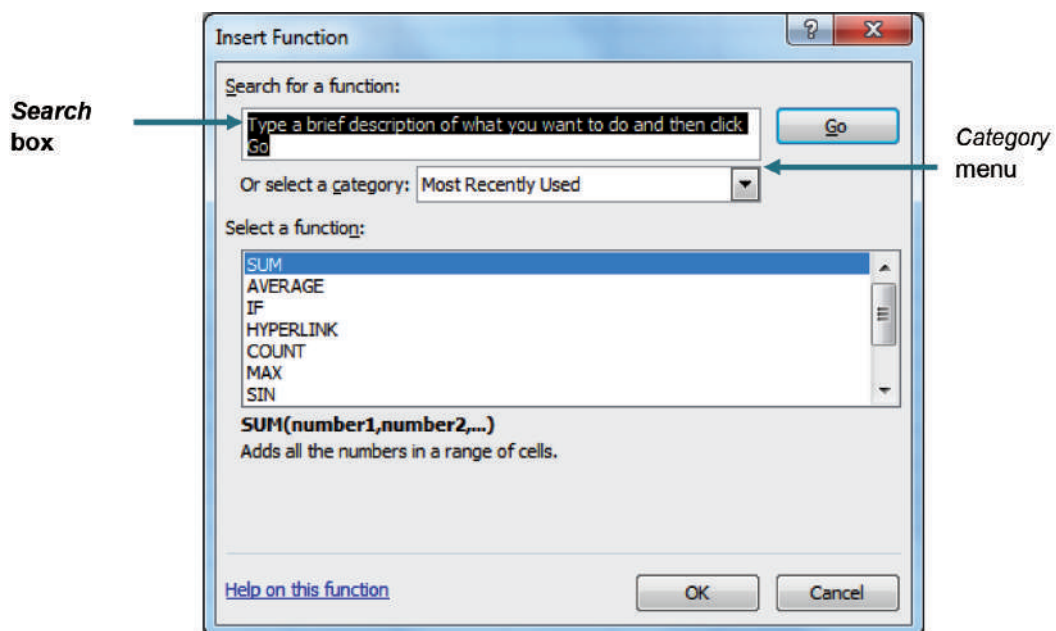 Insert Function
Search for a function:
Search
box
Type a brief description of what you want to do and then click
Go
Go
Category
menu
Or select a category: Most Recently Used
Select a function:
SUM
AVERAGE
IF
HYPERLINK
COUNT
MAX
SIN
SUM(number1,number2,...)
Adds all the numbers in a range of cells.
Help on this function
OK
Cancel